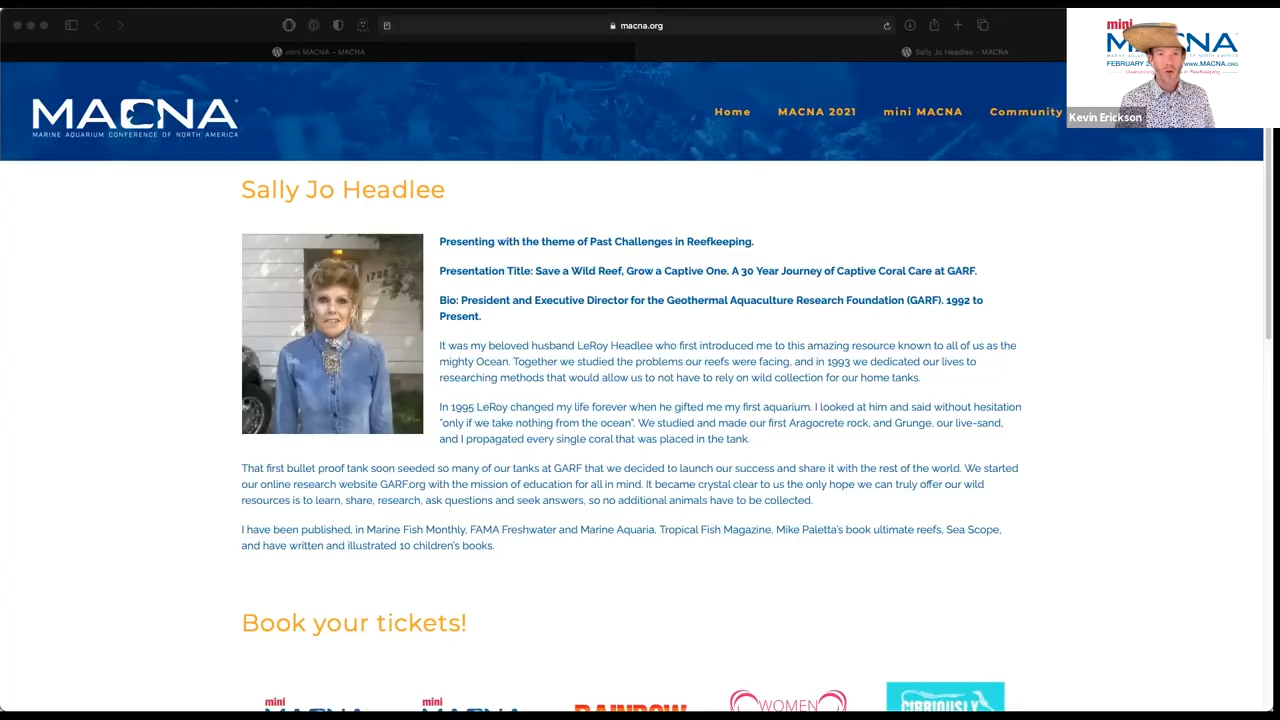 macna.org
mini MACNA – MACNA
Sally Jo Headlee – MACNA
MACNA
MARINE AQUARIUM CONFERENCE OF NORTH AMERICA
Home
MACNA 2021
mini MACNA
Community
mini
www.MACNA.org
Kevin Erickson
Sally Jo Headlee
Presenting with the theme of Past Challenges in Reefkeeping.
Presentation Title: Save a Wild Reef, Grow a Captive One. A 30 Year Journey of Captive Coral Care at GARF.
Bio: President and Executive Director for the Geothermal Aquaculture Research Foundation (GARF). 1992 to
Present.
It was my beloved husband LeRoy Headlee who first introduced me to this amazing resource known to all of us as the
mighty Ocean. Together we studied the problems our reefs were facing, and in 1993 we dedicated our lives to
researching methods that would allow us to not have to rely on wild collection for our home tanks.
In 1995 LeRoy changed my life forever when he gifted me my first aquarium. I looked at him and said without hesitation
"only if we take nothing from the ocean". We studied and made our first Aragocrete rock, and Grunge, our live-sand,
and I propagated every single coral that was placed in the tank.
That first bullet proof tank soon seeded so many of our tanks at GARF that we decided to launch our success and share it with the rest of the world. We started
our online research website GARF.org with the mission of education for all in mind. It became crystal clear to us the only hope we can truly offer our wild
resources is to learn, share, research, ask questions and seek answers, so no additional animals have to be collected.
I have been published, in Marine Fish Monthly, FAMA Freshwater and Marine Aquaria, Tropical Fish Magazine, Mike Paletta's book ultimate reefs, Sea Scope,
and have written and illustrated 10 children's books.
Book your tickets!
mini
mini
RAINBOW
WOMEN